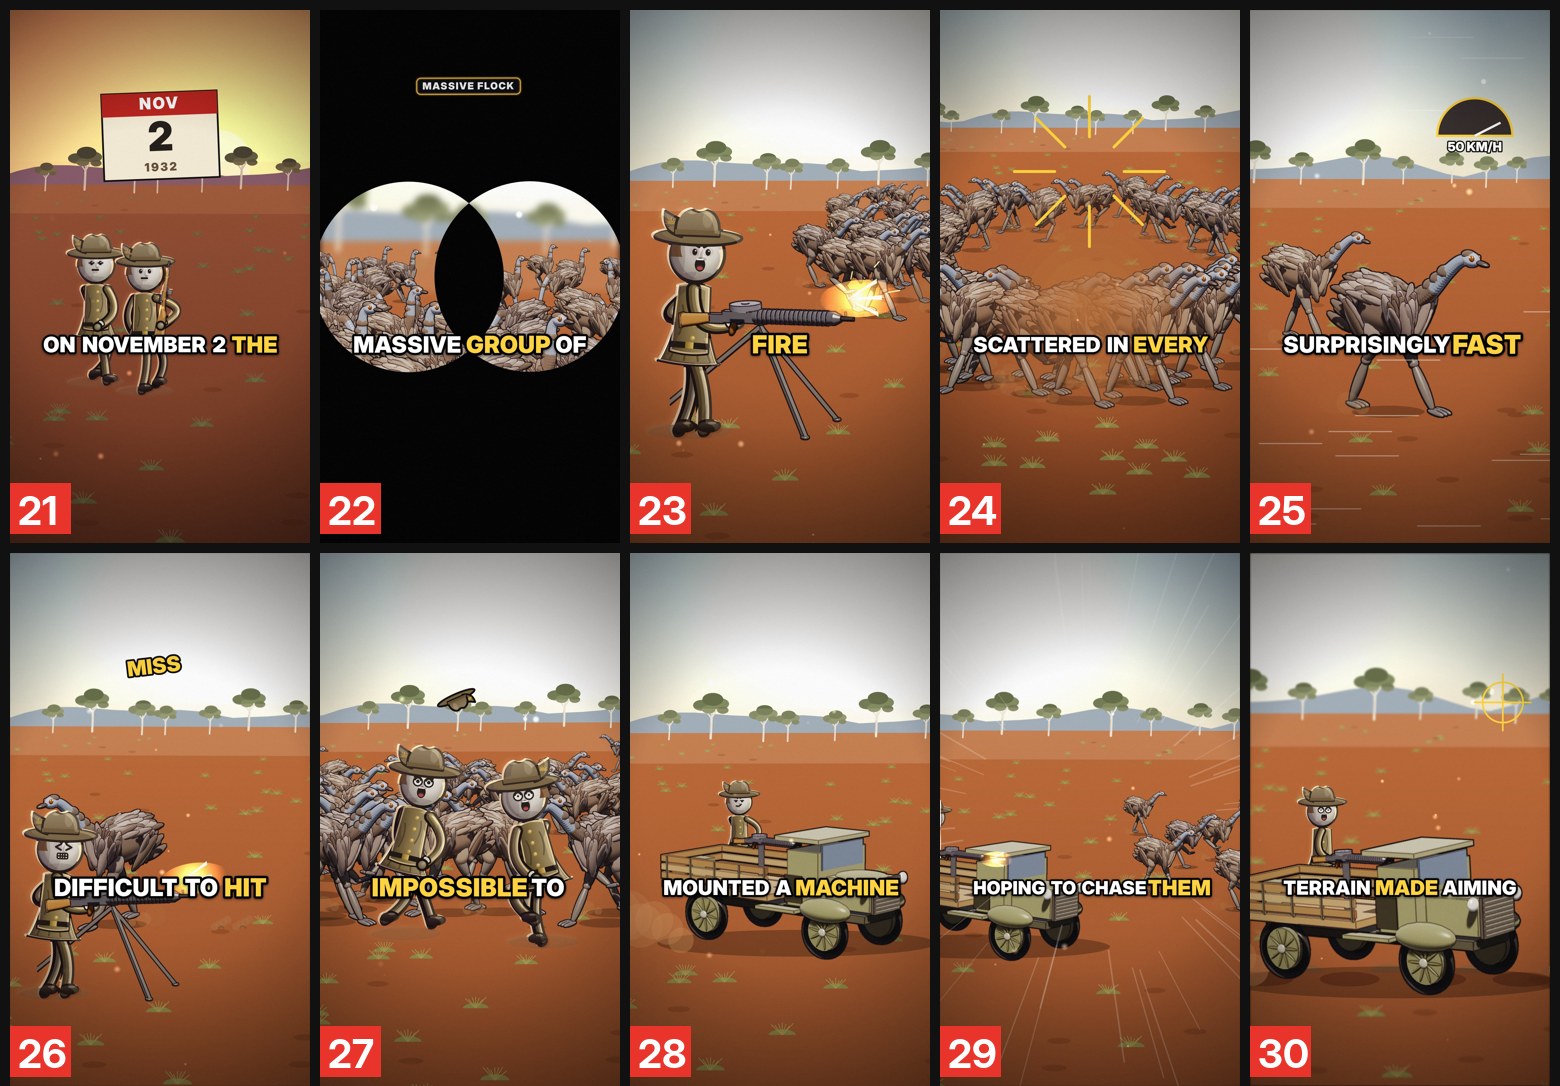 NOV
2
1932
ON NOVEMBER 2 THE
21
MASSIVE FLOCK
MASSIVE GROUP OF
22
FIRE
23
SCATTERED IN EVERY
24
50 KM/H
SURPRISINGLY FAST
25
MISS
DIFFICULT TO HIT
26
IMPOSSIBLE TO
27
MOUNTED A MACHINE
28
HOPING TO CHASE THEM
29
TERRAIN MADE AIMING
30